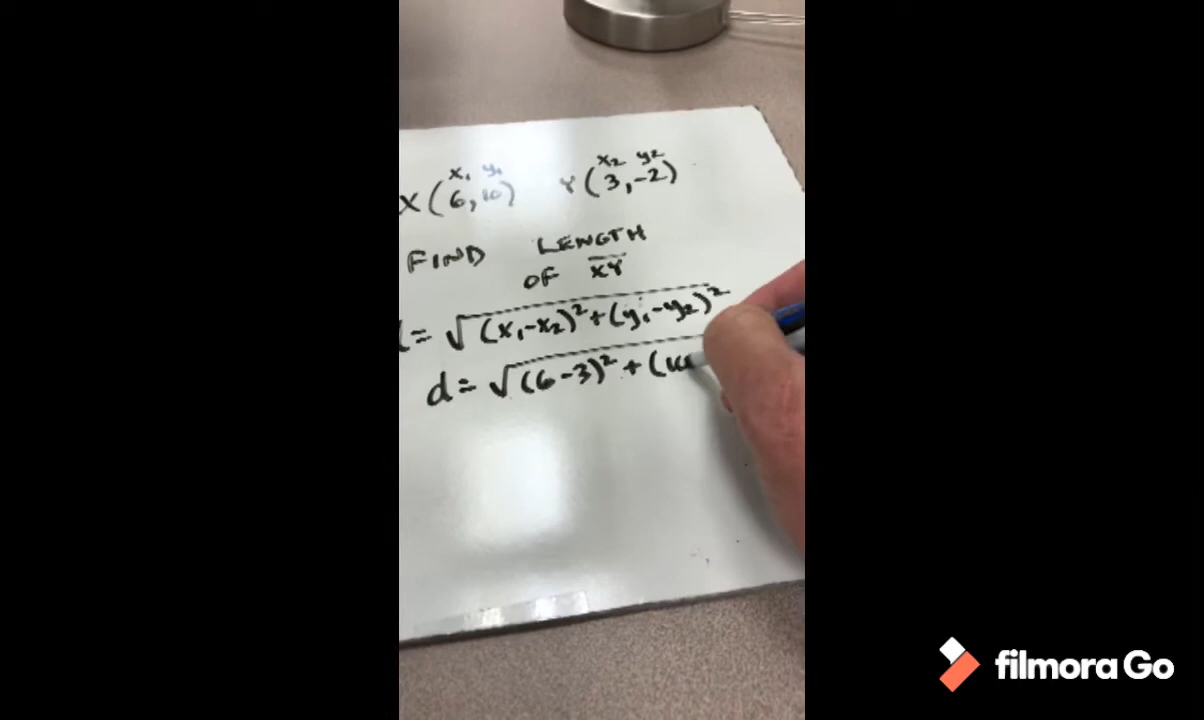 x₁ y₁ x₂ y₂
X (6,10) Y (3,-2)
FIND LENGTH
OF X̅Y̅
= √(x₁-x₂)²+(y₁-y₂)²
d = √(6-3)² + (10
filmora Go